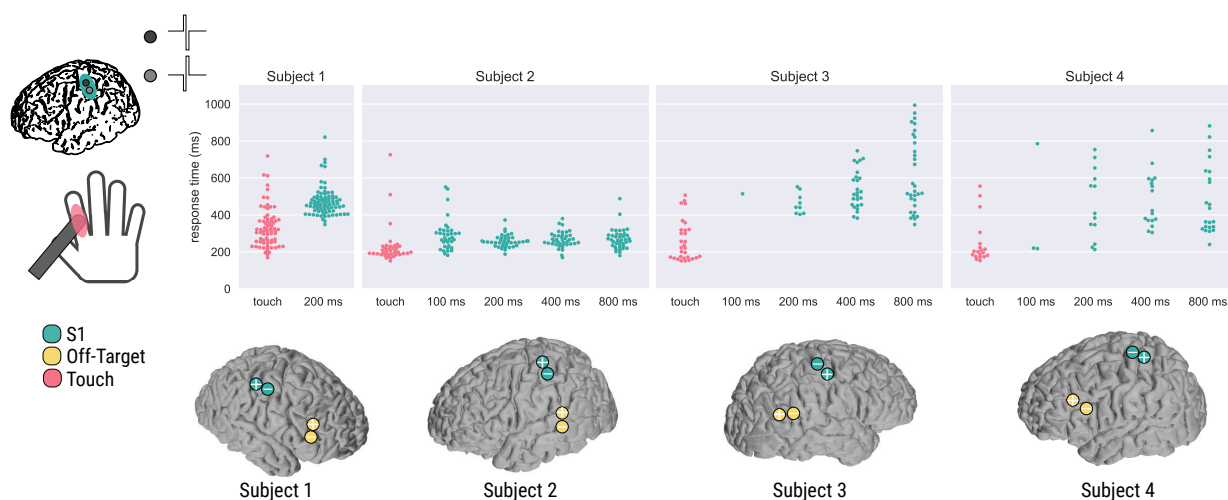 Subject 1
Subject 2
Subject 3
Subject 4
response time (ms)
1000
800
600
400
200
0
touch
200 ms
touch
100 ms
200 ms
400 ms
800 ms
touch
100 ms
200 ms
400 ms
800 ms
touch
100 ms
200 ms
400 ms
800 ms
S1
Off-Target
Touch
+
−
+
−
+
−
+
−
−
+
+
−
−
+
+
−
Subject 1
Subject 2
Subject 3
Subject 4